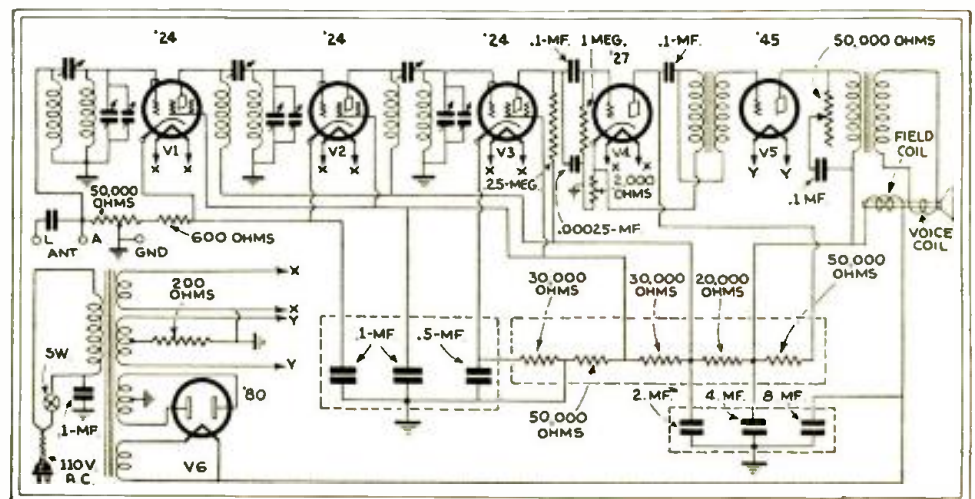 '24
'24
'24
.1-MF.
1 MEG.
'27
.1-MF.
'45
50,000 OHMS
V1
V2
V3
V4
V5
X
X
X
X
X
X
X
X
Y
Y
.25-MEG.
2,000
OHMS
.00025-MF.
.1 MF
FIELD
COIL
VOICE
COIL
50,000
OHMS
600 OHMS
L
ANT
A
GND
200
OHMS
X
X
Y
Y
30,000
OHMS
30,000
OHMS
20,000
OHMS
50,000
OHMS
.1-MF.
.5-MF.
50,000
OHMS
2. MF.
4. MF.
8 MF.
SW
.1-MF.
110V.
A.C.
'80
V6